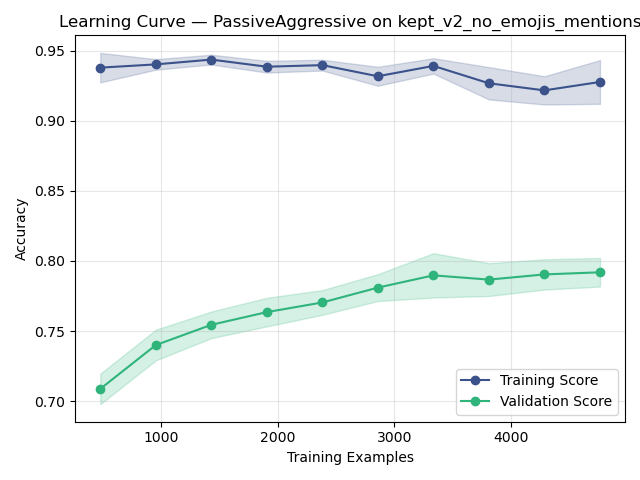 Learning Curve — PassiveAggressive on kept_v2_no_emojis_mentions
0.95
0.90
0.85
0.80
0.75
0.70
Accuracy
1000
2000
3000
4000
Training Examples
Training Score
Validation Score